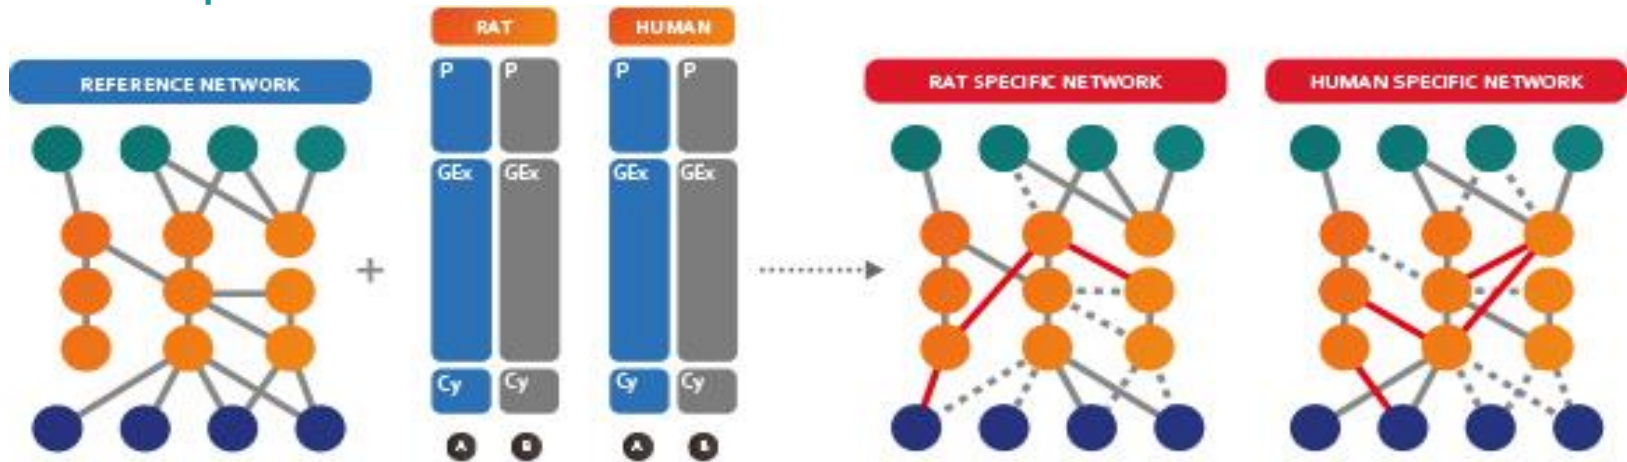 RAT
HUMAN
REFERENCE NETWORK
RAT SPECIFIC NETWORK
HUMAN SPECIFIC NETWORK
P P P P
GEx GEx GEx GEx
+
Cy Cy Cy Cy
A B A